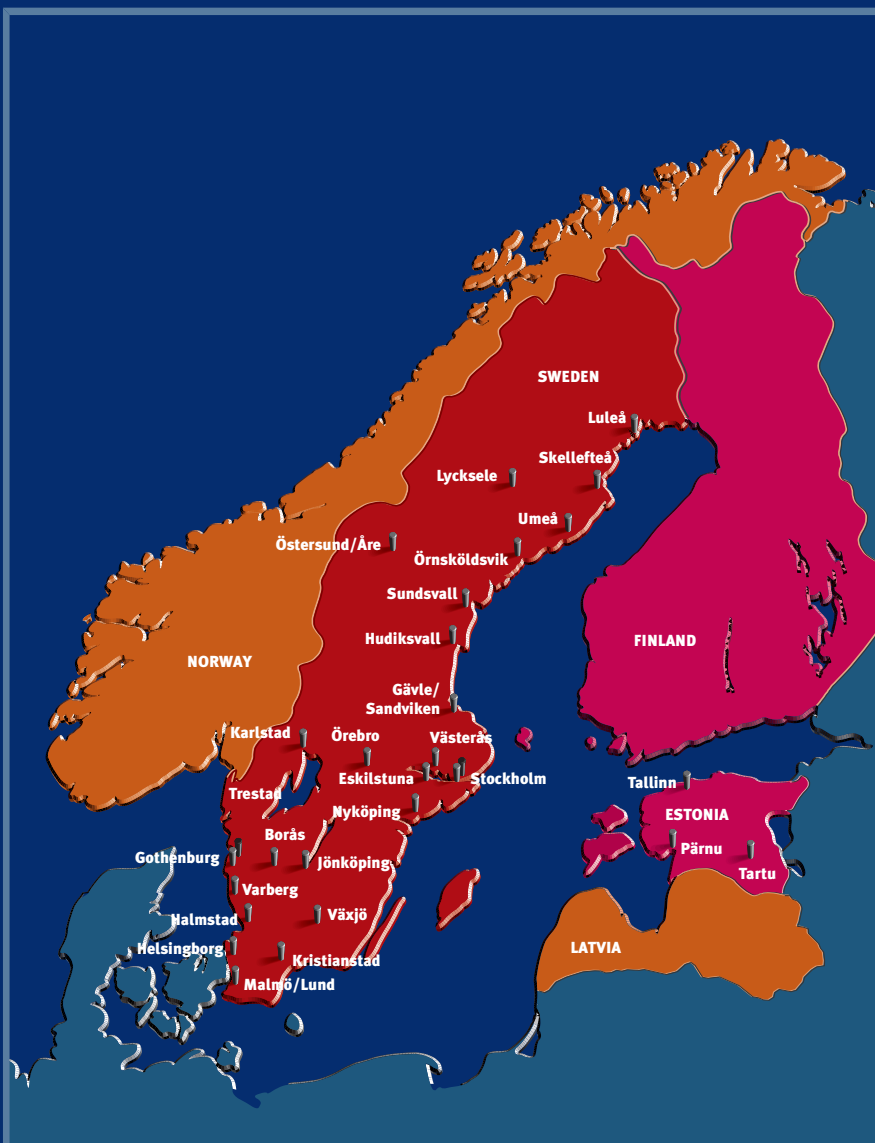 SWEDEN
Luleå
Skellefteå
Lycksele
Umeå
Östersund/Åre
Örnsköldsvik
Sundsvall
Hudiksvall
FINLAND
NORWAY
Gävle/
Sandviken
Karlstad
Örebro
Västerås
Eskilstuna
Stockholm
Tallinn
Trestad
Nyköping
ESTONIA
Borås
Pärnu
Gothenburg
Jönköping
Tartu
Varberg
Halmstad
Växjö
Helsingborg
LATVIA
Kristianstad
Malmö/Lund